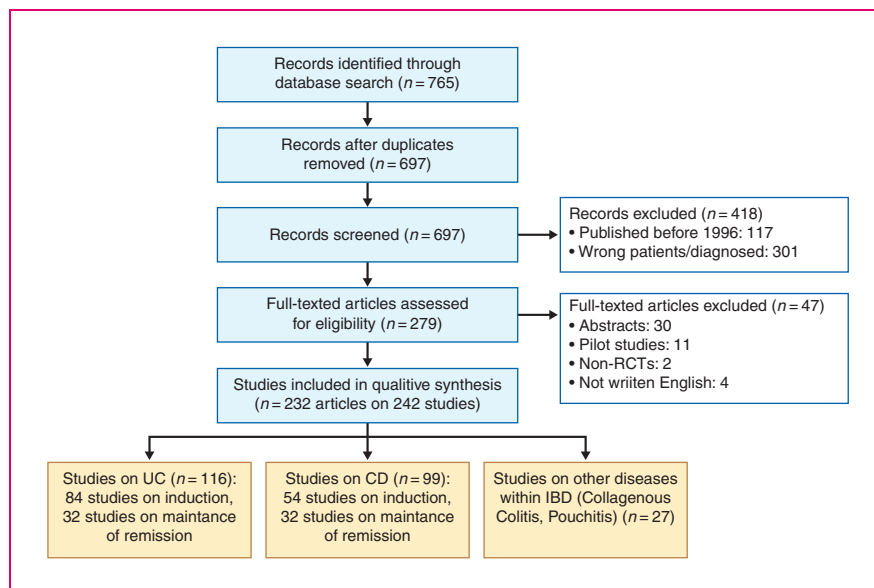 Records identified through
database search (n = 765)
Records after duplicates
removed (n = 697)
Records screened (n = 697)
Records excluded (n = 418)
• Published before 1996: 117
• Wrong patients/diagnosed: 301
Full-texted articles assessed
for eligibility (n = 279)
Full-texted articles excluded (n = 47)
• Abstracts: 30
• Pilot studies: 11
• Non-RCTs: 2
• Not wriiten English: 4
Studies included in qualitive synthesis
(n = 232 articles on 242 studies)
Studies on UC (n = 116):
84 studies on induction,
32 studies on maintance
of remission
Studies on CD (n = 99):
54 studies on induction,
32 studies on maintance
of remission
Studies on other diseases
within IBD (Collagenous
Colitis, Pouchitis) (n = 27)